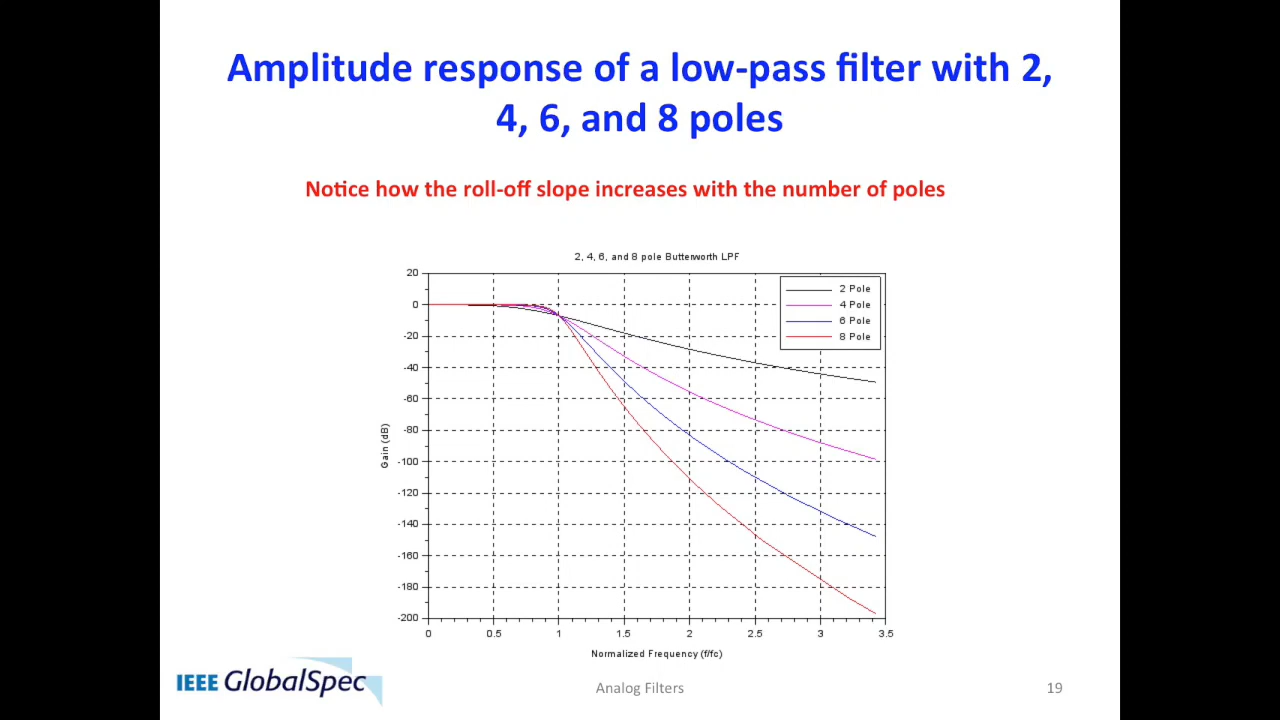 Amplitude response of a low-pass filter with 2,
4, 6, and 8 poles
Notice how the roll-off slope increases with the number of poles
2, 4, 6, and 8 pole Butterworth LPF
20
0
-20
-40
-60
-80
-100
-120
-140
-160
-180
-200
Gain (dB)
2 Pole
4 Pole
6 Pole
8 Pole
0 0.5 1 1.5 2 2.5 3 3.5
Normalized Frequency (f/fc)
IEEE GlobalSpec
Analog Filters
19